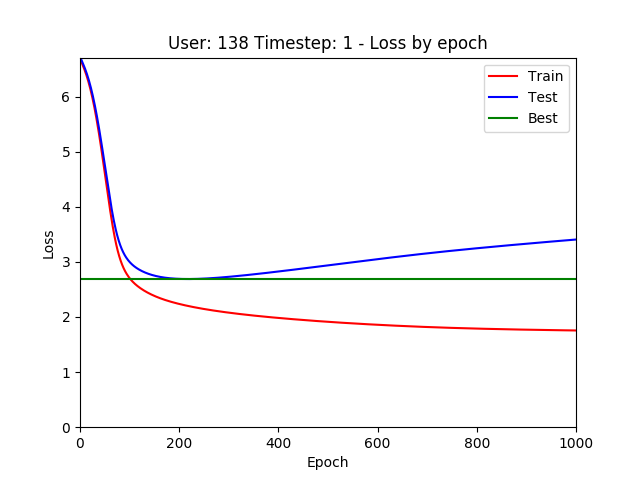 User: 138 Timestep: 1 - Loss by epoch
Train
Test
Best
Loss
6
5
4
3
2
1
0
0 200 400 600 800 1000
Epoch